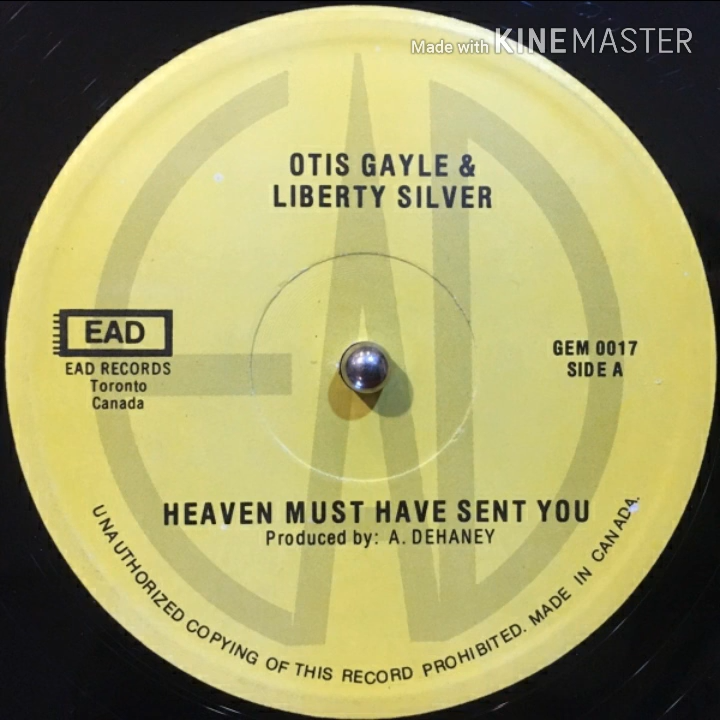 Made with KINEMASTER
OTIS GAYLE &
LIBERTY SILVER
EAD
EAD RECORDS
Toronto
Canada
GEM 0017
SIDE A
HEAVEN MUST HAVE SENT YOU
Produced by: A. DEHANEY
UNAUTHORIZED COPYING OF THIS RECORD PROHIBITED. MADE IN CANADA.
EAD